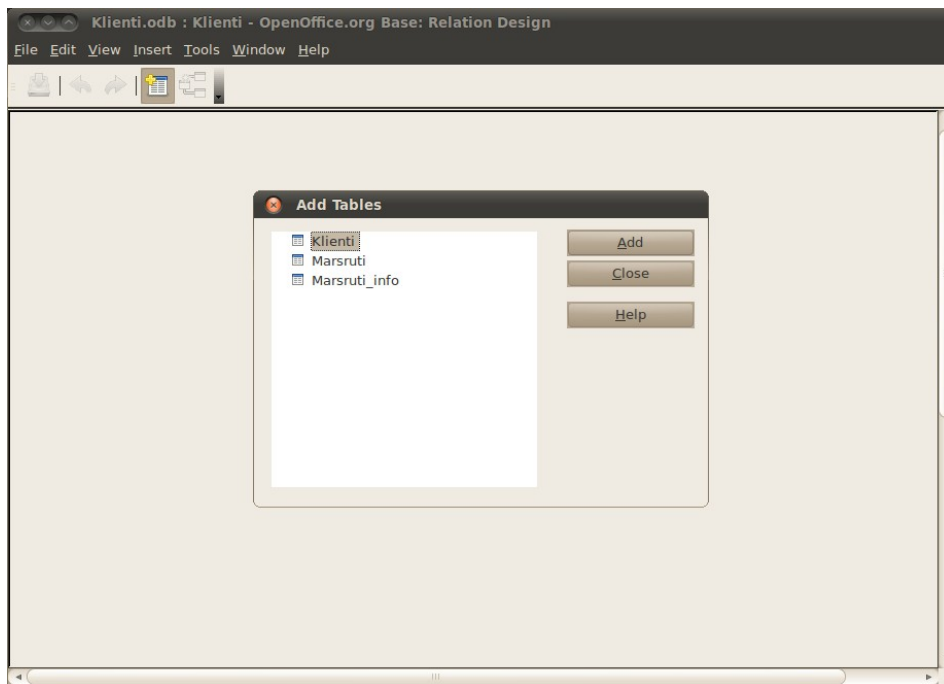 Klienti.odb : Klienti - OpenOffice.org Base: Relation Design
File Edit View Insert Tools Window Help
Add Tables
Klienti
Marsruti
Marsruti_info
Add
Close
Help